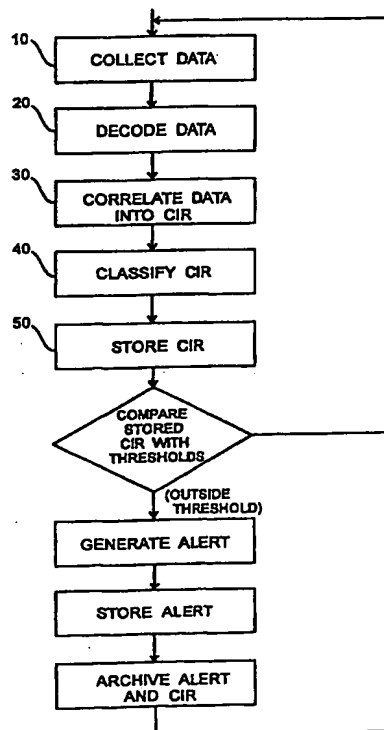 10
COLLECT DATA
20
DECODE DATA
30
CORRELATE DATA
INTO CIR
40
CLASSIFY CIR
50
STORE CIR
COMPARE
STORED
CIR WITH
THRESHOLDS
(OUTSIDE
THRESHOLD)
GENERATE ALERT
STORE ALERT
ARCHIVE ALERT
AND CIR